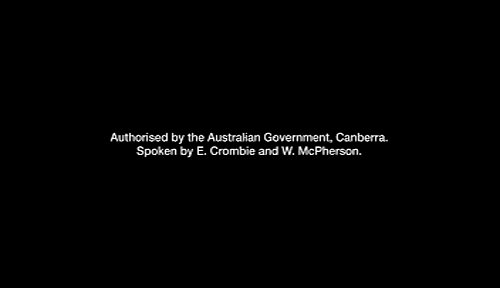 Authorised by the Australian Government, Canberra.
Spoken by E. Crombie and W. McPherson.